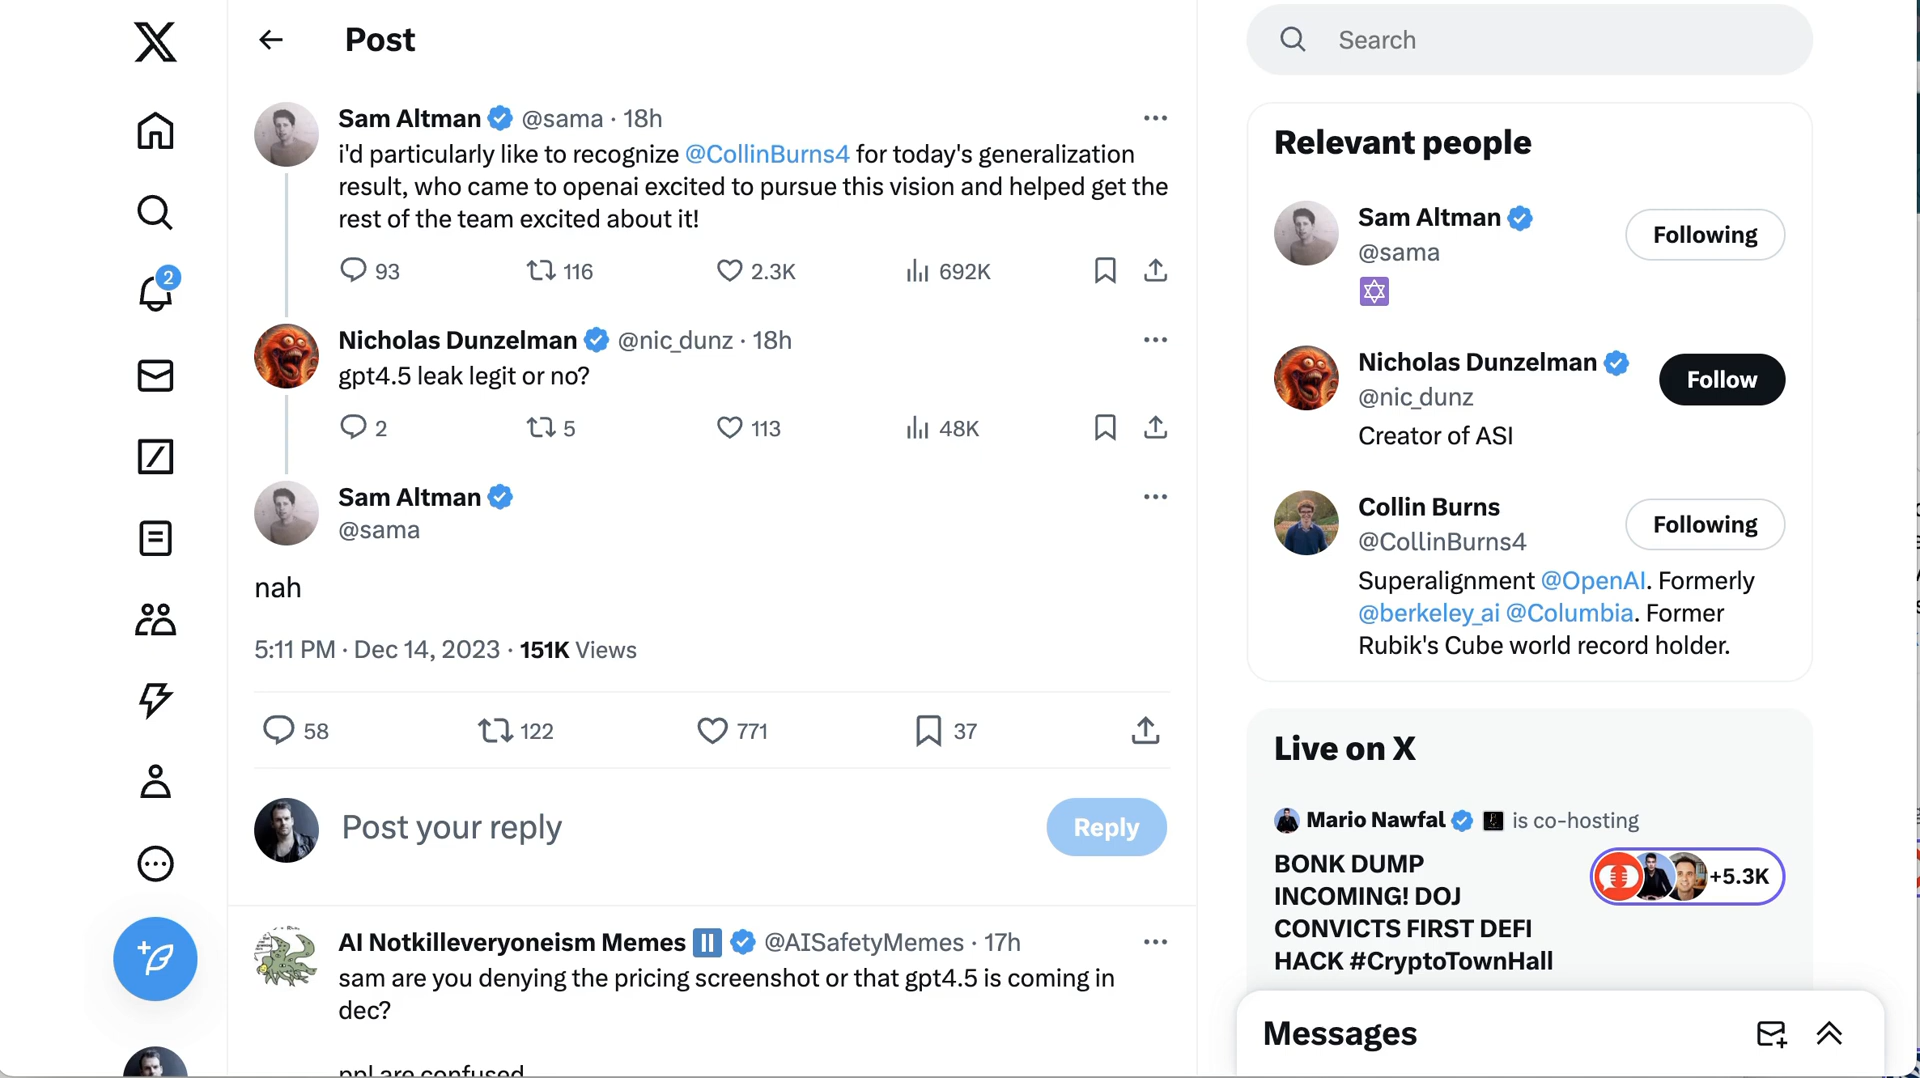 Post
Search
Sam Altman @sama · 18h
i'd particularly like to recognize @CollinBurns4 for today's generalization
result, who came to openai excited to pursue this vision and helped get the
rest of the team excited about it!
93 116 2.3K 692K
Nicholas Dunzelman @nic_dunz · 18h
gpt4.5 leak legit or no?
2 5 113 48K
Sam Altman
@sama
nah
5:11 PM · Dec 14, 2023 · 151K Views
58 122 771 37
Post your reply
Reply
AI Notkilleveryoneism Memes ⏸️ @AISafetyMemes · 17h
sam are you denying the pricing screenshot or that gpt4.5 is coming in
dec?
ppl are confused
2
Relevant people
Sam Altman
@sama
Following
Nicholas Dunzelman
@nic_dunz
Follow
Creator of ASI
Collin Burns
@CollinBurns4
Following
Superalignment @OpenAI. Formerly
@berkeley_ai @Columbia. Former
Rubik's Cube world record holder.
Live on X
Mario Nawfal is co-hosting
BONK DUMP
INCOMING! DOJ
CONVICTS FIRST DEFI
HACK #CryptoTownHall
+5.3K
Messages